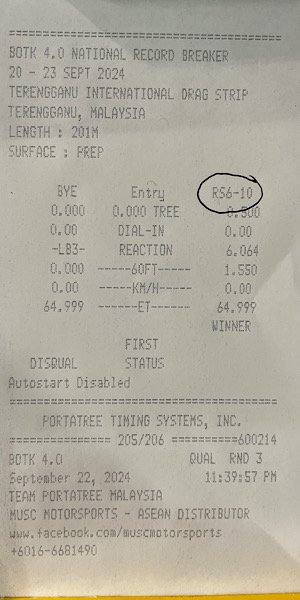 ========================================
BOTK 4.0 NATIONAL RECORD BREAKER
20 - 23 SEPT 2024
TERENGGANU INTERNATIONAL DRAG STRIP
TERENGGANU, MALAYSIA
LENGTH : 201M
SURFACE : PREP
BYE Entry RS6-10
0.000 0.000 TREE 0.500
0.00 DIAL-IN 0.00
-LB3- REACTION 6.064
0.000 ------60FT------ 1.550
0.00 -----KM/H----- 0.00
64.999 ------ET------ 64.999
WINNER
FIRST
DISQUAL STATUS
Autostart Disabled
========================================
PORTATREE TIMING SYSTEMS, INC.
=============== 205/206 ==========600214
BOTK 4.0 QUAL RND 3
September 22, 2024 11:39:57 PM
TEAM PORTATREE MALAYSIA
MUSC MOTORSPORTS - ASEAN DISTRIBUTOR
www.facebook.com/muscmotorsports
+6016-6681490